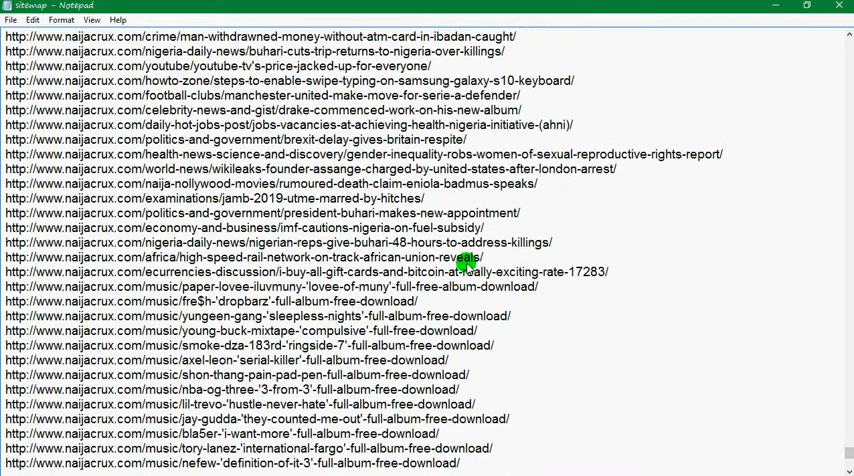 sitemap - Notepad
File Edit Format View Help
http://www.naijacrux.com/crime/man-withdrawned-money-without-atm-card-in-ibadan-caught/
http://www.naijacrux.com/nigeria-daily-news/buhari-cuts-trip-returns-to-nigeria-over-killings/
http://www.naijacrux.com/youtube/youtube-tv's-price-jacked-up-for-everyone/
http://www.naijacrux.com/howto-zone/steps-to-enable-swipe-typing-on-samsung-galaxy-s10-keyboard/
http://www.naijacrux.com/football-clubs/manchester-united-make-move-for-serie-a-defender/
http://www.naijacrux.com/celebrity-news-and-gist/drake-commenced-work-on-his-new-album/
http://www.naijacrux.com/daily-hot-jobs-post/jobs-vacancies-at-achieving-health-nigeria-initiative-(ahni)/
http://www.naijacrux.com/politics-and-government/brexit-delay-gives-britain-respite/
http://www.naijacrux.com/health-news-science-and-discovery/gender-inequality-robs-women-of-sexual-reproductive-rights-report/
http://www.naijacrux.com/world-news/wikileaks-founder-assange-charged-by-united-states-after-london-arrest/
http://www.naijacrux.com/naija-nollywood-movies/rumoured-death-claim-eniola-badmus-speaks/
http://www.naijacrux.com/examinations/jamb-2019-utme-marred-by-hitches/
http://www.naijacrux.com/politics-and-government/president-buhari-makes-new-appointment/
http://www.naijacrux.com/economy-and-business/imf-cautions-nigeria-on-fuel-subsidy/
http://www.naijacrux.com/nigeria-daily-news/nigerian-reps-give-buhari-48-hours-to-address-killings/
http://www.naijacrux.com/africa/high-speed-rail-network-on-track-african-union-reveals/
http://www.naijacrux.com/ecurrencies-discussion/i-buy-all-gift-cards-and-bitcoin-at-really-exciting-rate-17283/
http://www.naijacrux.com/music/paper-lovee-iluvmuny-'lovee-of-muny'-full-free-album-download/
http://www.naijacrux.com/music/fre$h-'dropbarz'-full-album-free-download/
http://www.naijacrux.com/music/yungeen-gang-'sleepless-nights'-full-album-free-download/
http://www.naijacrux.com/music/young-buck-mixtape-'compulsive'-full-free-download/
http://www.naijacrux.com/music/smoke-dza-183rd-'ringside-7'-full-album-free-download/
http://www.naijacrux.com/music/axel-leon-'serial-killer'-full-album-free-download/
http://www.naijacrux.com/music/shon-thang-pain-pad-pen-full-album-free-download/
http://www.naijacrux.com/music/nba-og-three-'3-from-3'-full-album-free-download/
http://www.naijacrux.com/music/lil-trevo-'hustle-never-hate'-full-album-free-download/
http://www.naijacrux.com/music/jay-gudda-'they-counted-me-out'-full-album-free-download/
http://www.naijacrux.com/music/bla5er-'i-want-more'-full-album-free-download/
http://www.naijacrux.com/music/tory-lanez-'international-fargo'-full-album-free-download/
http://www.naijacrux.com/music/nefew-'definition-of-it-3'-full-album-free-download/